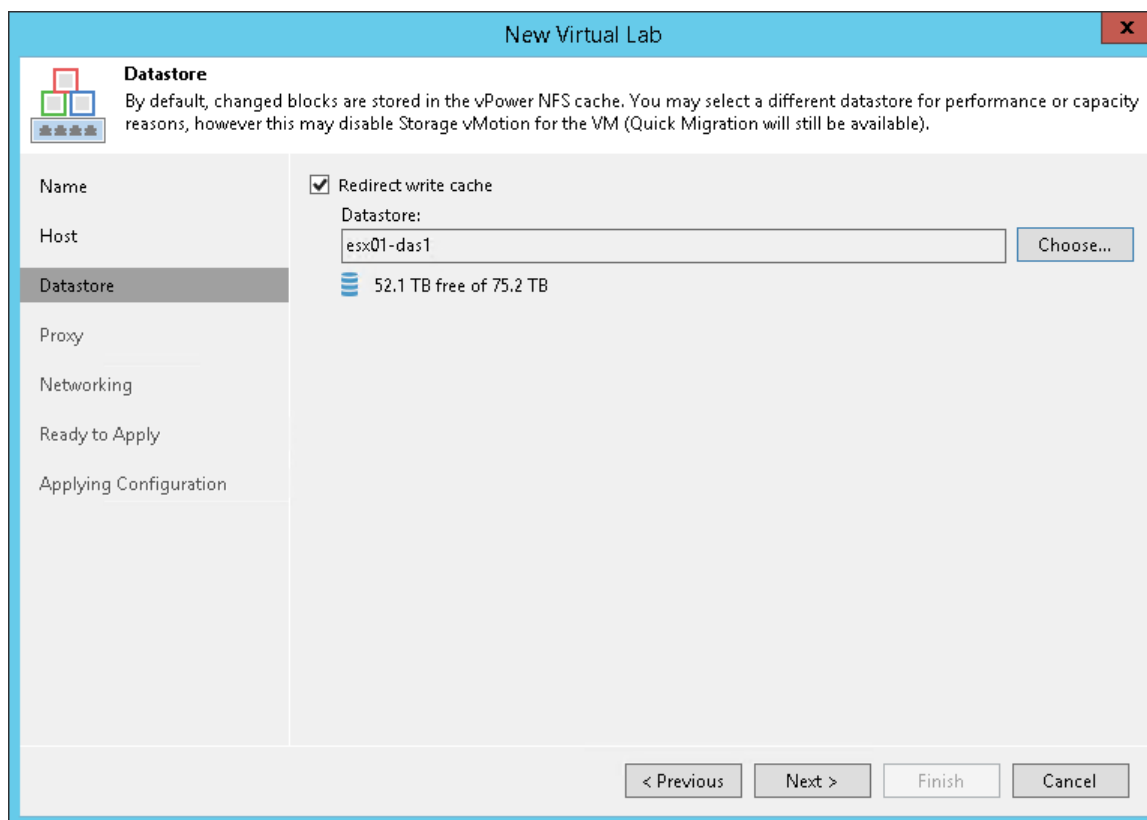 New Virtual Lab
x
Datastore
By default, changed blocks are stored in the vPower NFS cache. You may select a different datastore for performance or capacity
reasons, however this may disable Storage vMotion for the VM (Quick Migration will still be available).
Name
Host
Datastore
Proxy
Networking
Ready to Apply
Applying Configuration
Redirect write cache
Datastore:
esx01-das1
Choose...
52.1 TB free of 75.2 TB
< Previous
Next >
Finish
Cancel